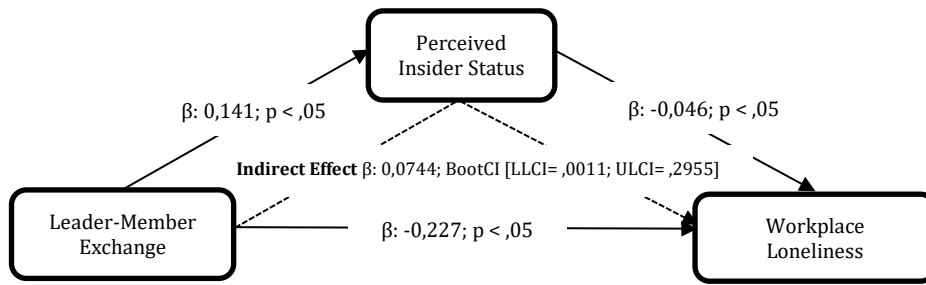 Perceived
Insider Status
β: 0,141; p < ,05
β: -0,046; p < ,05
Indirect Effect β: 0,0744; BootCI [LLCI= ,0011; ULCI= ,2955]
Leader-Member
Exchange
β: -0,227; p < ,05
Workplace
Loneliness